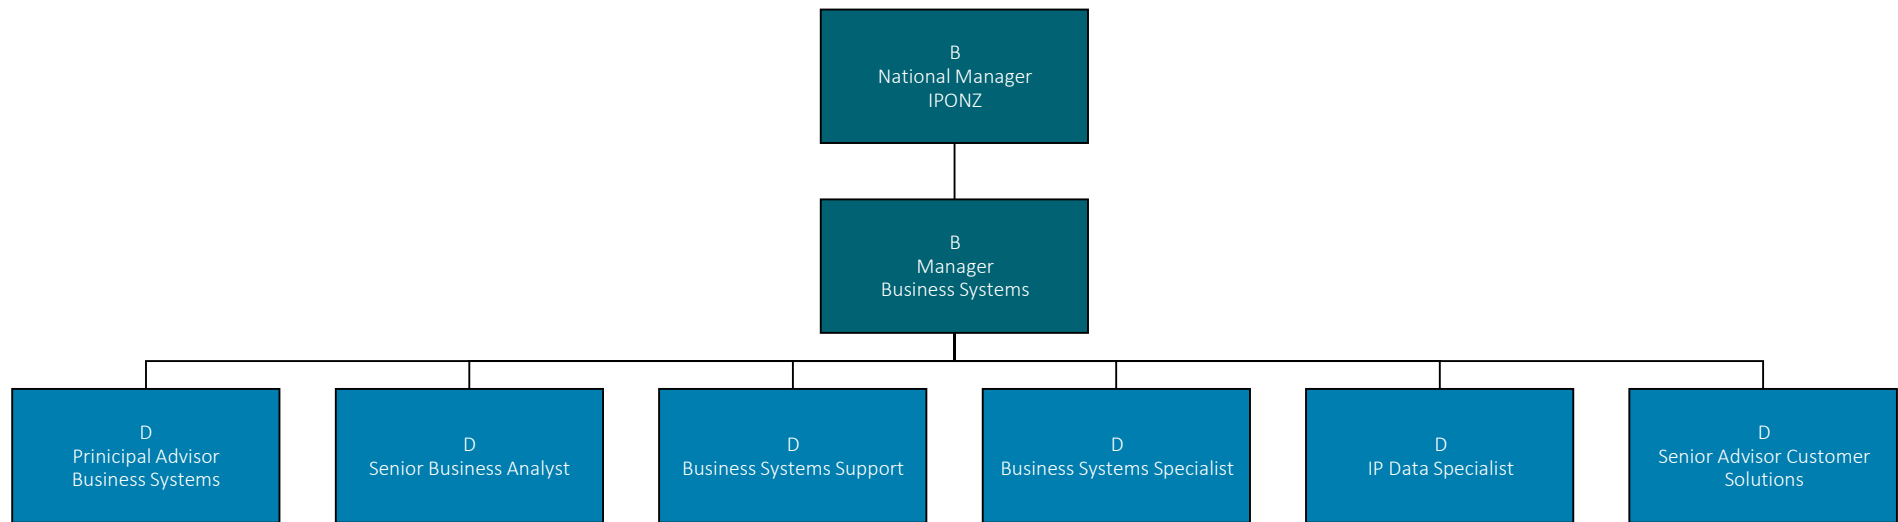 B
National Manager
IPONZ
B
Manager
Business Systems
D
Prinicipal Advisor
Business Systems
D
Senior Business Analyst
D
Business Systems Support
D
Business Systems Specialist
D
IP Data Specialist
D
Senior Advisor Customer
Solutions